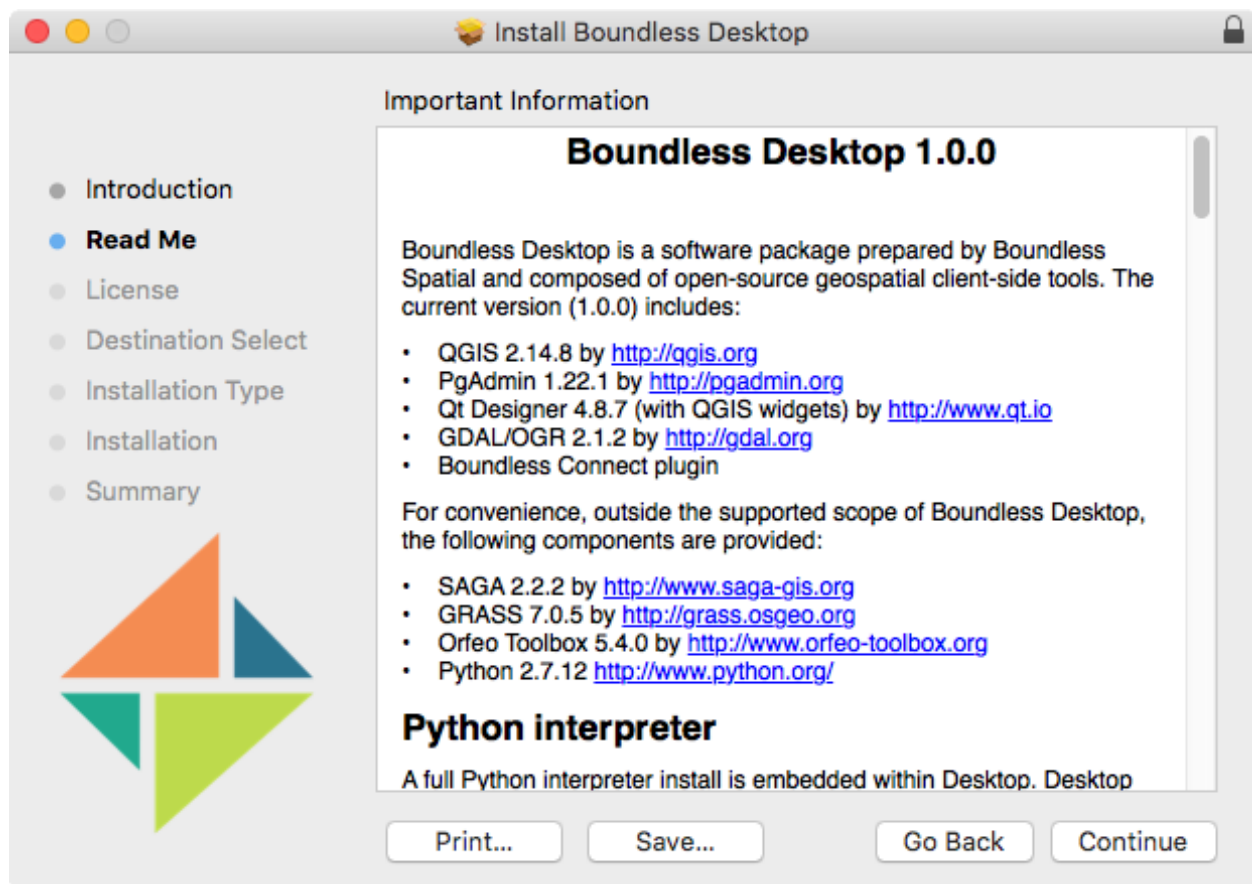 Install Boundless Desktop
Important Information
Introduction
Read Me
License
Destination Select
Installation Type
Installation
Summary
Boundless Desktop 1.0.0
Boundless Desktop is a software package prepared by Boundless
Spatial and composed of open-source geospatial client-side tools. The
current version (1.0.0) includes:
• QGIS 2.14.8 by http://qgis.org
• PgAdmin 1.22.1 by http://pgadmin.org
• Qt Designer 4.8.7 (with QGIS widgets) by http://www.qt.io
• GDAL/OGR 2.1.2 by http://gdal.org
• Boundless Connect plugin
For convenience, outside the supported scope of Boundless Desktop,
the following components are provided:
• SAGA 2.2.2 by http://www.saga-gis.org
• GRASS 7.0.5 by http://grass.osgeo.org
• Orfeo Toolbox 5.4.0 by http://www.orfeo-toolbox.org
• Python 2.7.12 http://www.python.org/
Python interpreter
A full Python interpreter install is embedded within Desktop. Desktop
Print...
Save...
Go Back
Continue